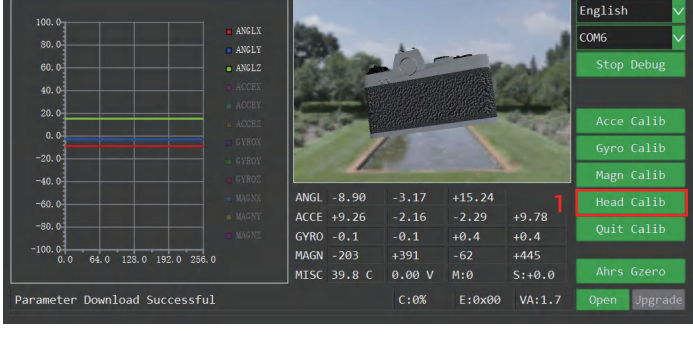 English
COM6
Stop Debug
100.0
80.0
60.0
40.0
20.0
0.0
-20.0
-40.0
-60.0
-80.0
-100.0
0.0 64.0 128.0 192.0 256.0
ANGLX
ANGLY
ANGLZ
ACCEX
ACCEY
ACCEZ
GYROX
GYROY
GYROZ
MAGNX
MAGNY
MAGNZ
ANGL -8.90 -3.17 +15.24
ACCE +9.26 -2.16 -2.29 +9.78
GYRO -0.1 -0.1 +0.4 +0.4
MAGN -203 +391 -62 +445
MISC 39.8 C 0.00 V M:0 S:+0.0
1
Acce Calib
Gyro Calib
Magn Calib
Head Calib
Quit Calib
Ahrs Gzero
Parameter Download Successful C:0% E:0x00 VA:1.7
Open Upgrade